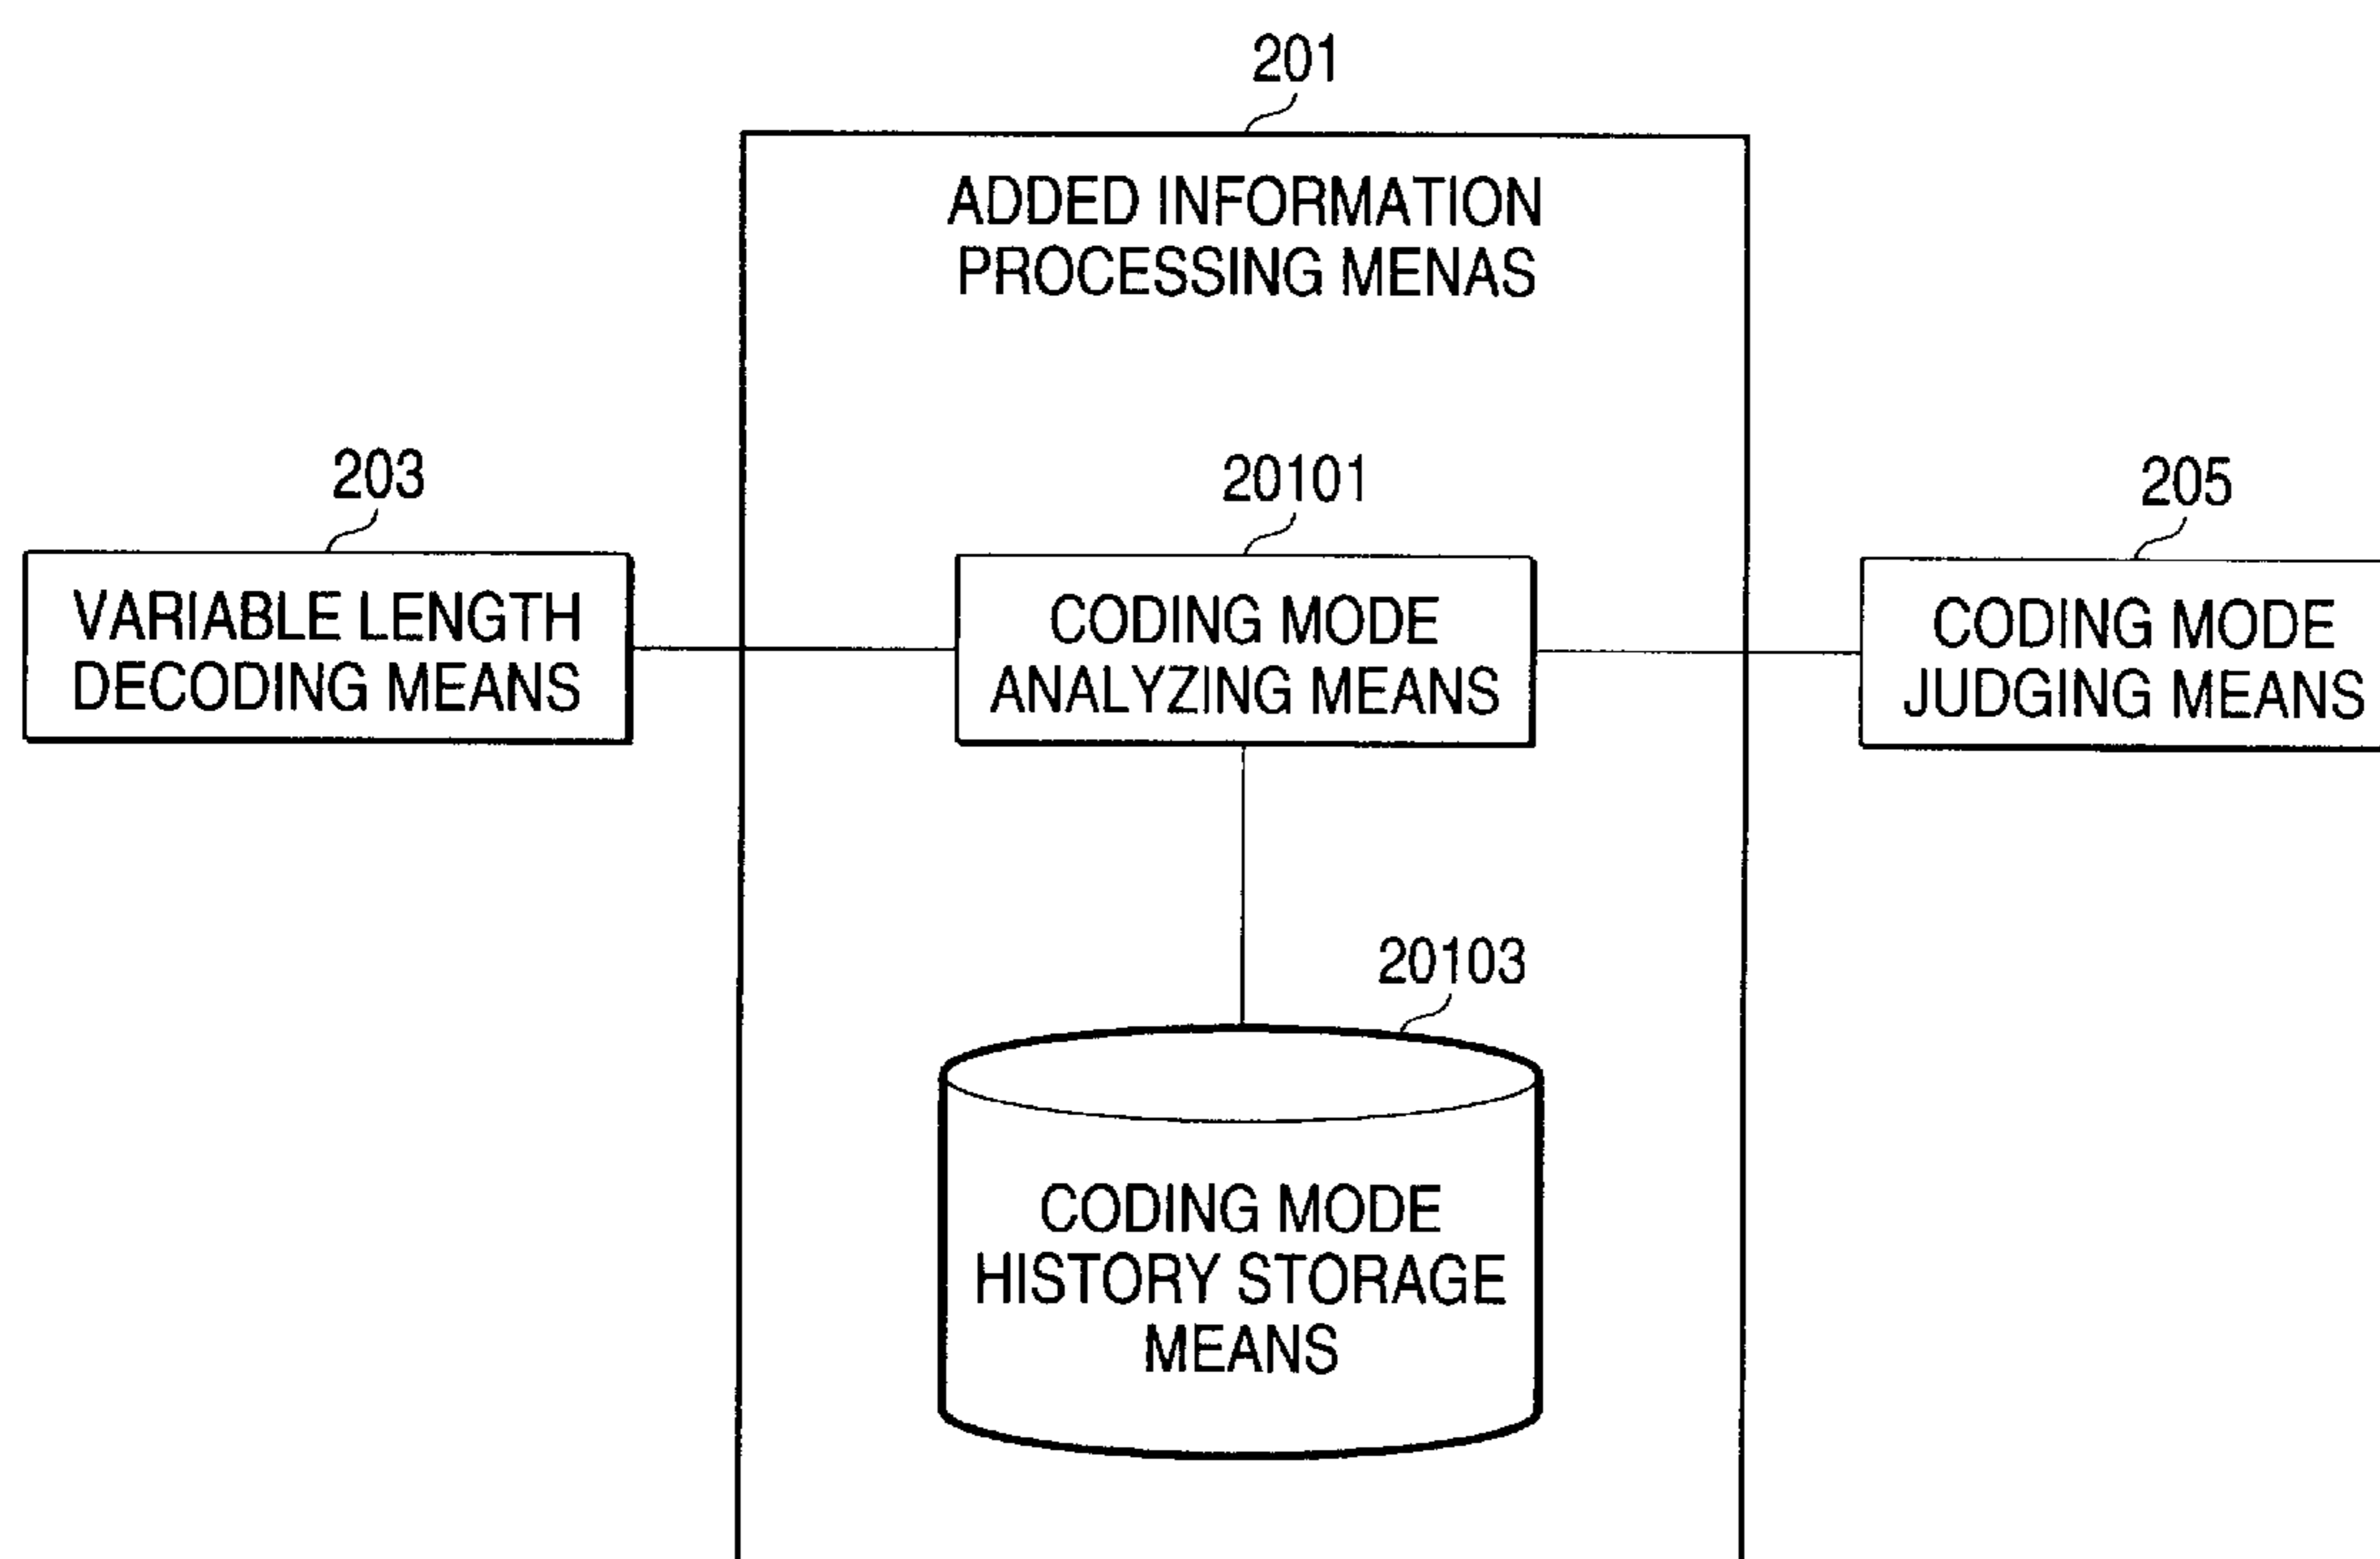 201
ADDED INFORMATION
PROCESSING MENAS
203
VARIABLE LENGTH
DECODING MEANS
20101
CODING MODE
ANALYZING MEANS
205
CODING MODE
JUDGING MEANS
20103
CODING MODE
HISTORY STORAGE
MEANS